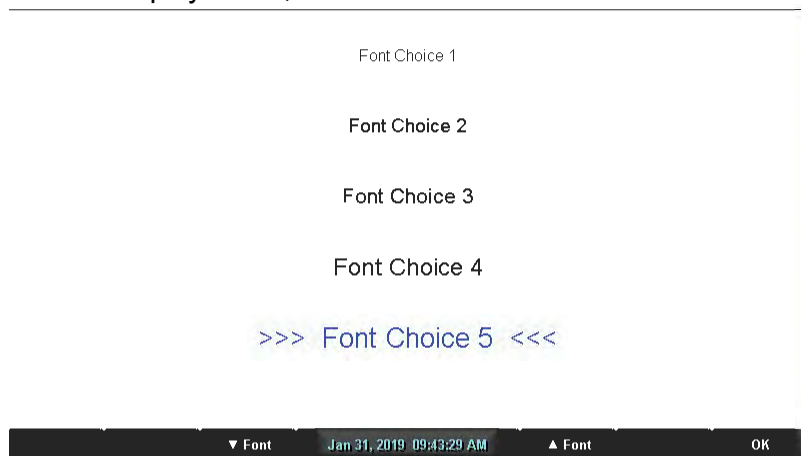 Font Choice 1
Font Choice 2
Font Choice 3
Font Choice 4
>>> Font Choice 5 <<<
▼ Font Jan 31, 2019 09:43:29 AM ▲ Font OK